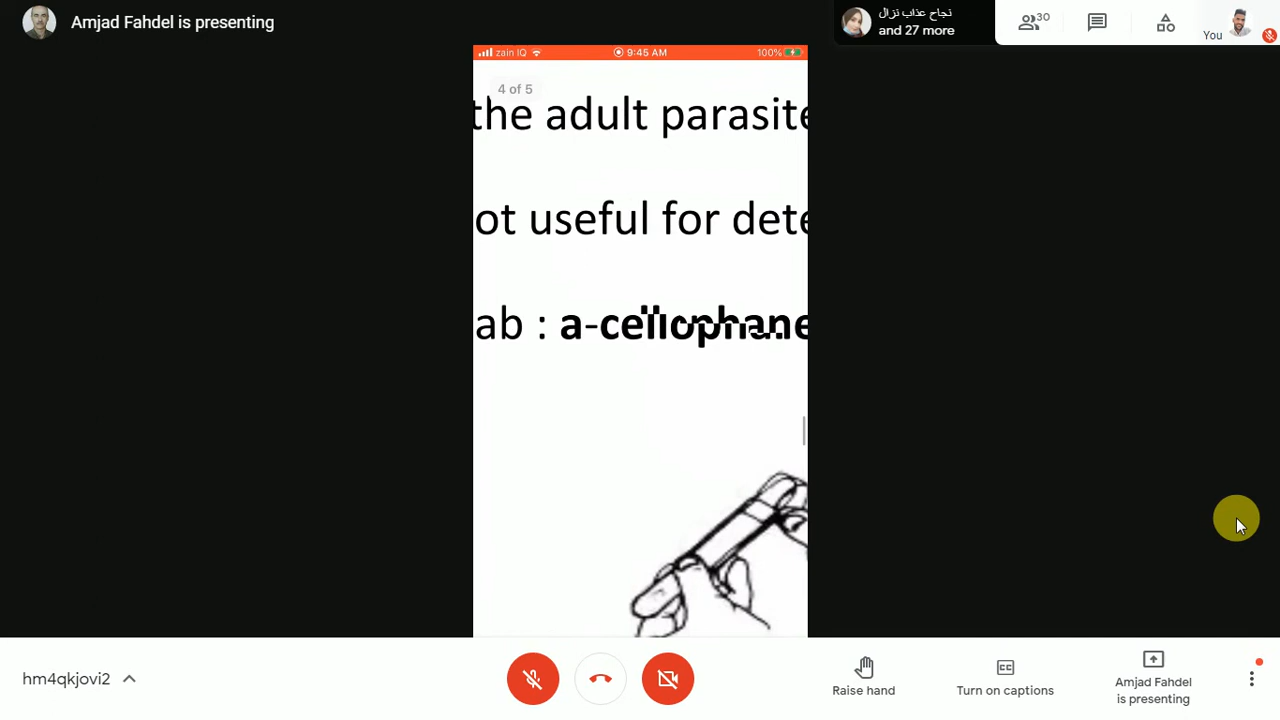 Amjad Fahdel is presenting
نجاح عذاب نزال
and 27 more
30
You
zain IQ
9:45 AM
100%
4 of 5
the adult parasite
ot useful for dete
ab : a-cellophane
hm4qkjovi2
Raise hand
Turn on captions
Amjad Fahdel
is presenting